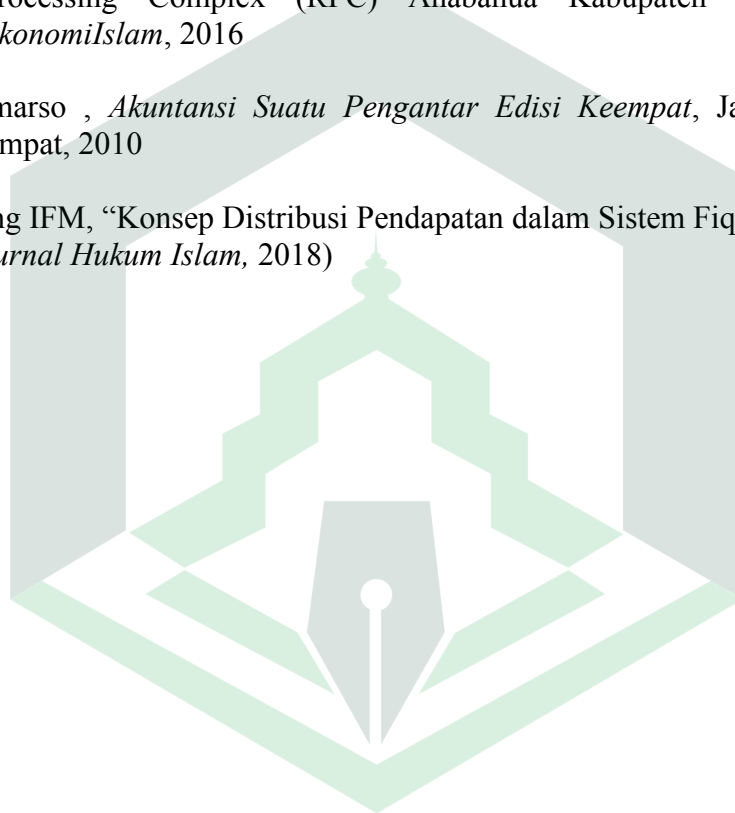 rocessing Complex (RPC) Anabanua Kabupaten
konomiIslam, 2016
marso , Akuntansi Suatu Pengantar Edisi Keempat, Ja
mpat, 2010
ng IFM, “Konsep Distribusi Pendapatan dalam Sistem Fiq
urnal Hukum Islam, 2018)